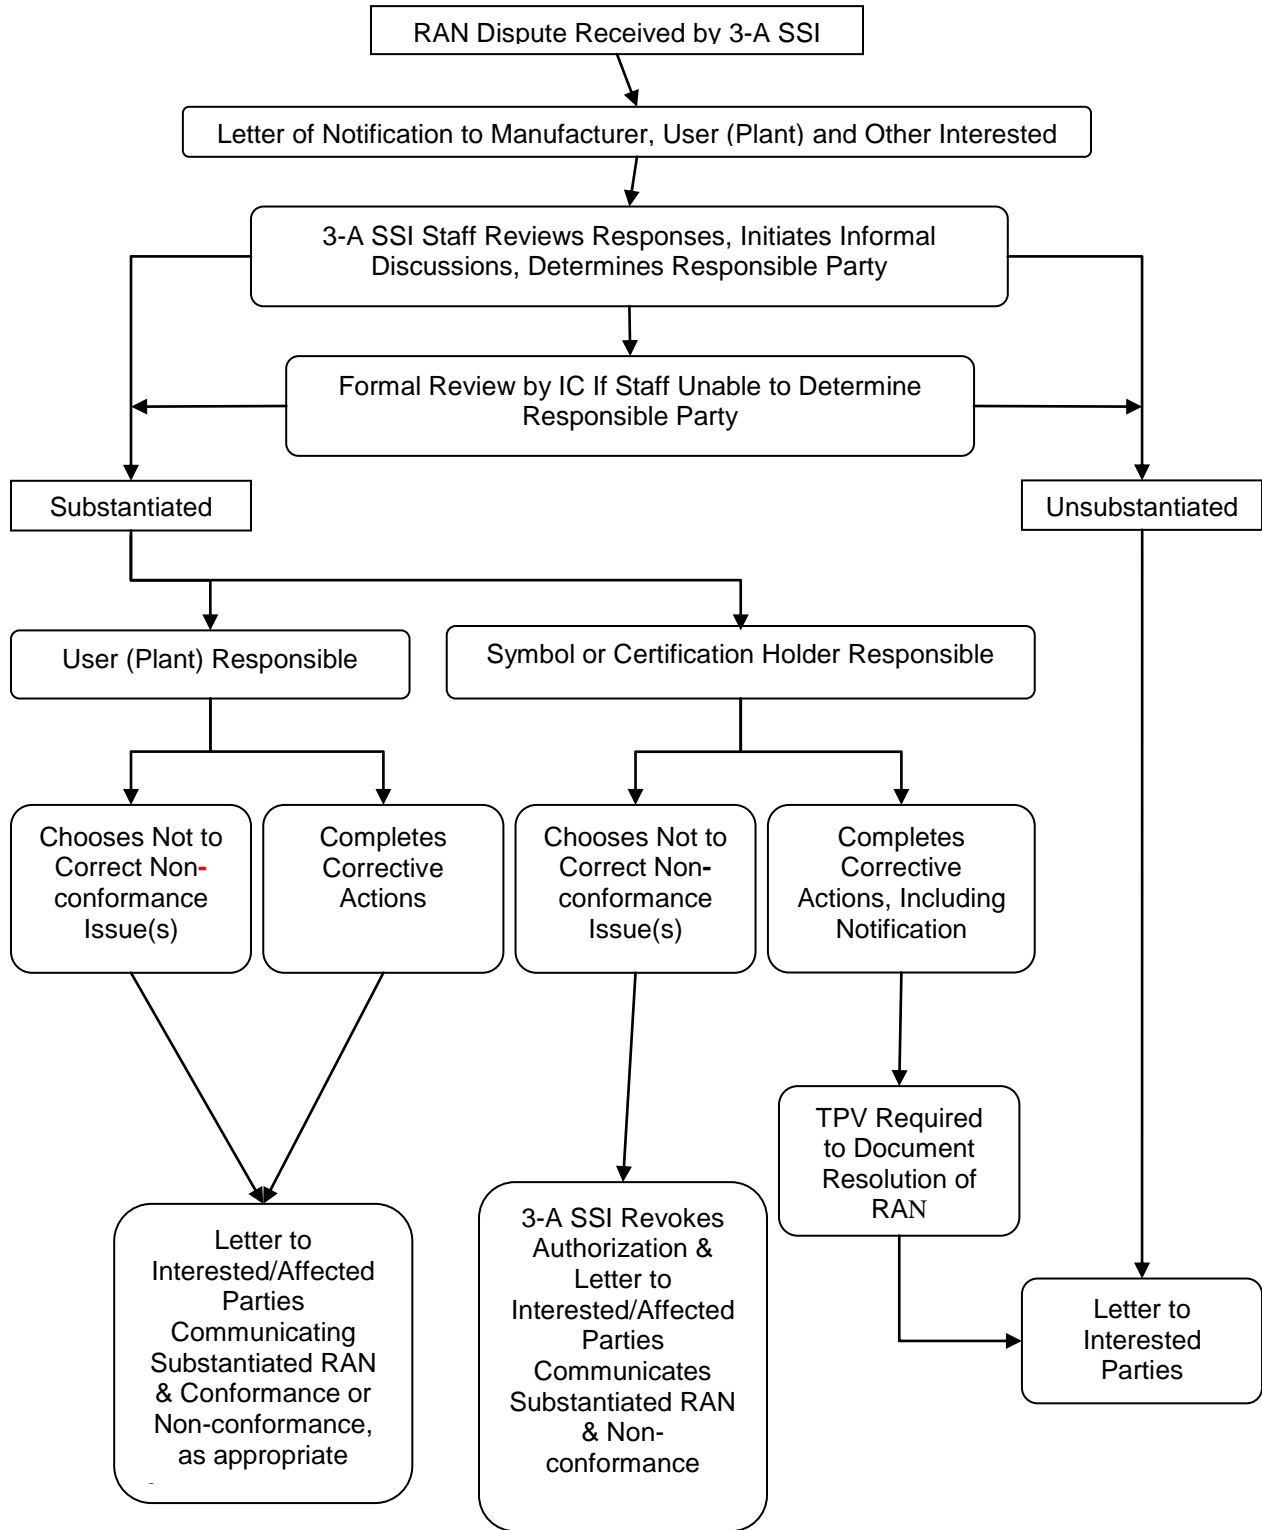 RAN Dispute Received by 3-A SSI
Letter of Notification to Manufacturer, User (Plant) and Other Interested
3-A SSI Staff Reviews Responses, Initiates Informal
Discussions, Determines Responsible Party
Formal Review by IC If Staff Unable to Determine
Responsible Party
Substantiated
Unsubstantiated
User (Plant) Responsible
Symbol or Certification Holder Responsible
Chooses Not to
Correct Non-
conformance
Issue(s)
Completes
Corrective
Actions
Chooses Not to
Correct Non-
conformance
Issue(s)
Completes
Corrective
Actions, Including
Notification
TPV Required
to Document
Resolution of
RAN
Letter to
Interested/Affected
Parties
Communicating
Substantiated RAN
& Conformance or
Non-conformance,
as appropriate
3-A SSI Revokes
Authorization &
Letter to
Interested/Affected
Parties
Communicates
Substantiated RAN
& Non-
conformance
Letter to
Interested
Parties